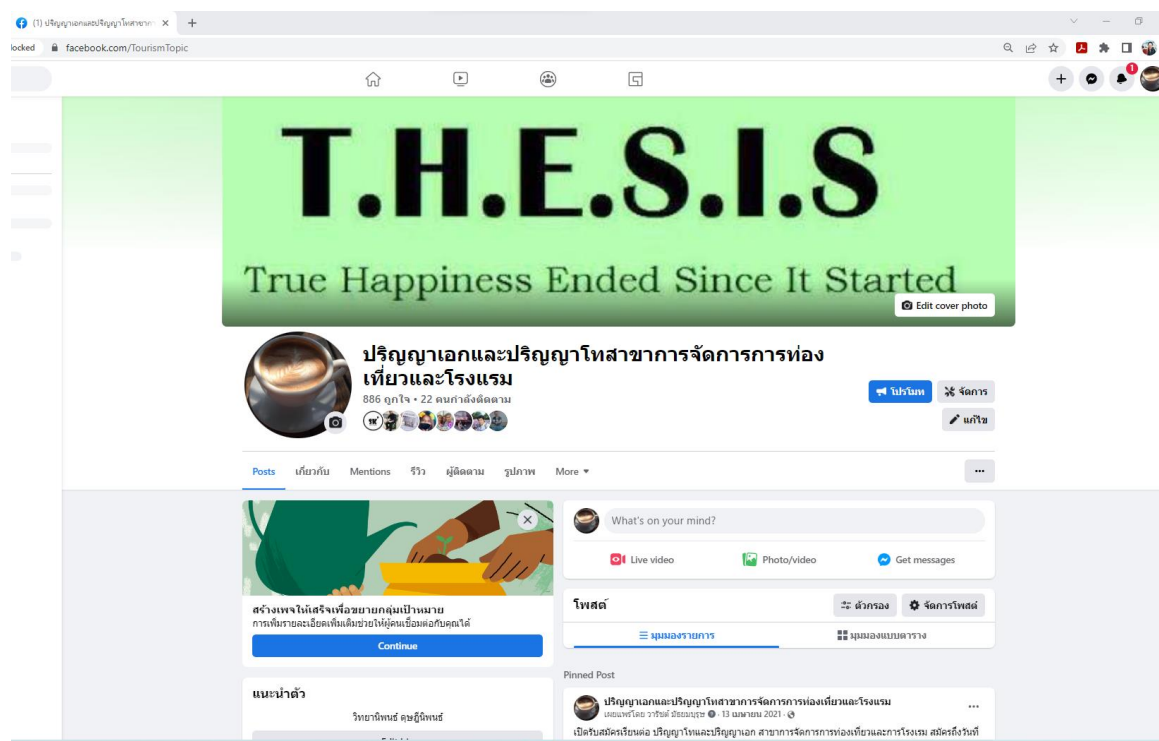 (1) ปริญญาเอกและปริญญาโทสาขาการ
facebook.com/TourismTopic
1
T.H.E.S.I.S
True Happiness Ended Since It Started
Edit cover photo
ปริญญาเอกและปริญญาโทสาขาการจัดการการท่อง
เที่ยวและโรงแรม
886 ถูกใจ • 22 คนกำลังติดตาม
โปรโมท
จัดการ
แก้ไข
Posts เกี่ยวกับ Mentions รีวิว ผู้ติดตาม รูปภาพ More
What's on your mind?
Live video Photo/video Get messages
สร้างเพจให้เสร็จเพื่อขยายกลุ่มเป้าหมาย
การเพิ่มรายละเอียดเพิ่มเติมช่วยให้ผู้คนเชื่อมต่อกับคุณได้
Continue
โพสต์ ตัวกรอง จัดการโพสต์
มุมมองรายการ มุมมองแบบตาราง
แนะนำตัว
วิทยานิพนธ์ ดุษฎีนิพนธ์
Pinned Post
ปริญญาเอกและปริญญาโทสาขาการจัดการการท่องเที่ยวและโรงแรม
เผยแพร่โดย วารัชต์ มัธยมบุรุษ · 13 เมษายน 2021 ·
เปิดรับสมัครเรียนต่อ ปริญญาโทและปริญญาเอก สาขาการจัดการการท่องเที่ยวและการโรงแรม สมัครถึงวันที่